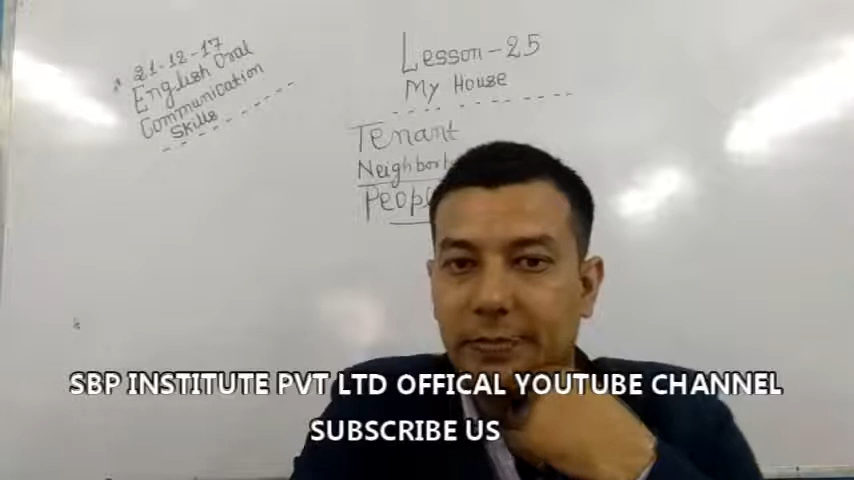 21-12-17
English Oral
Communication
Skills
Lesson-25
My House
Tenant
SBP INSTITUTE PVT LTD OFFICAL YOUTUBE CHANNEL
SUBSCRIBE US